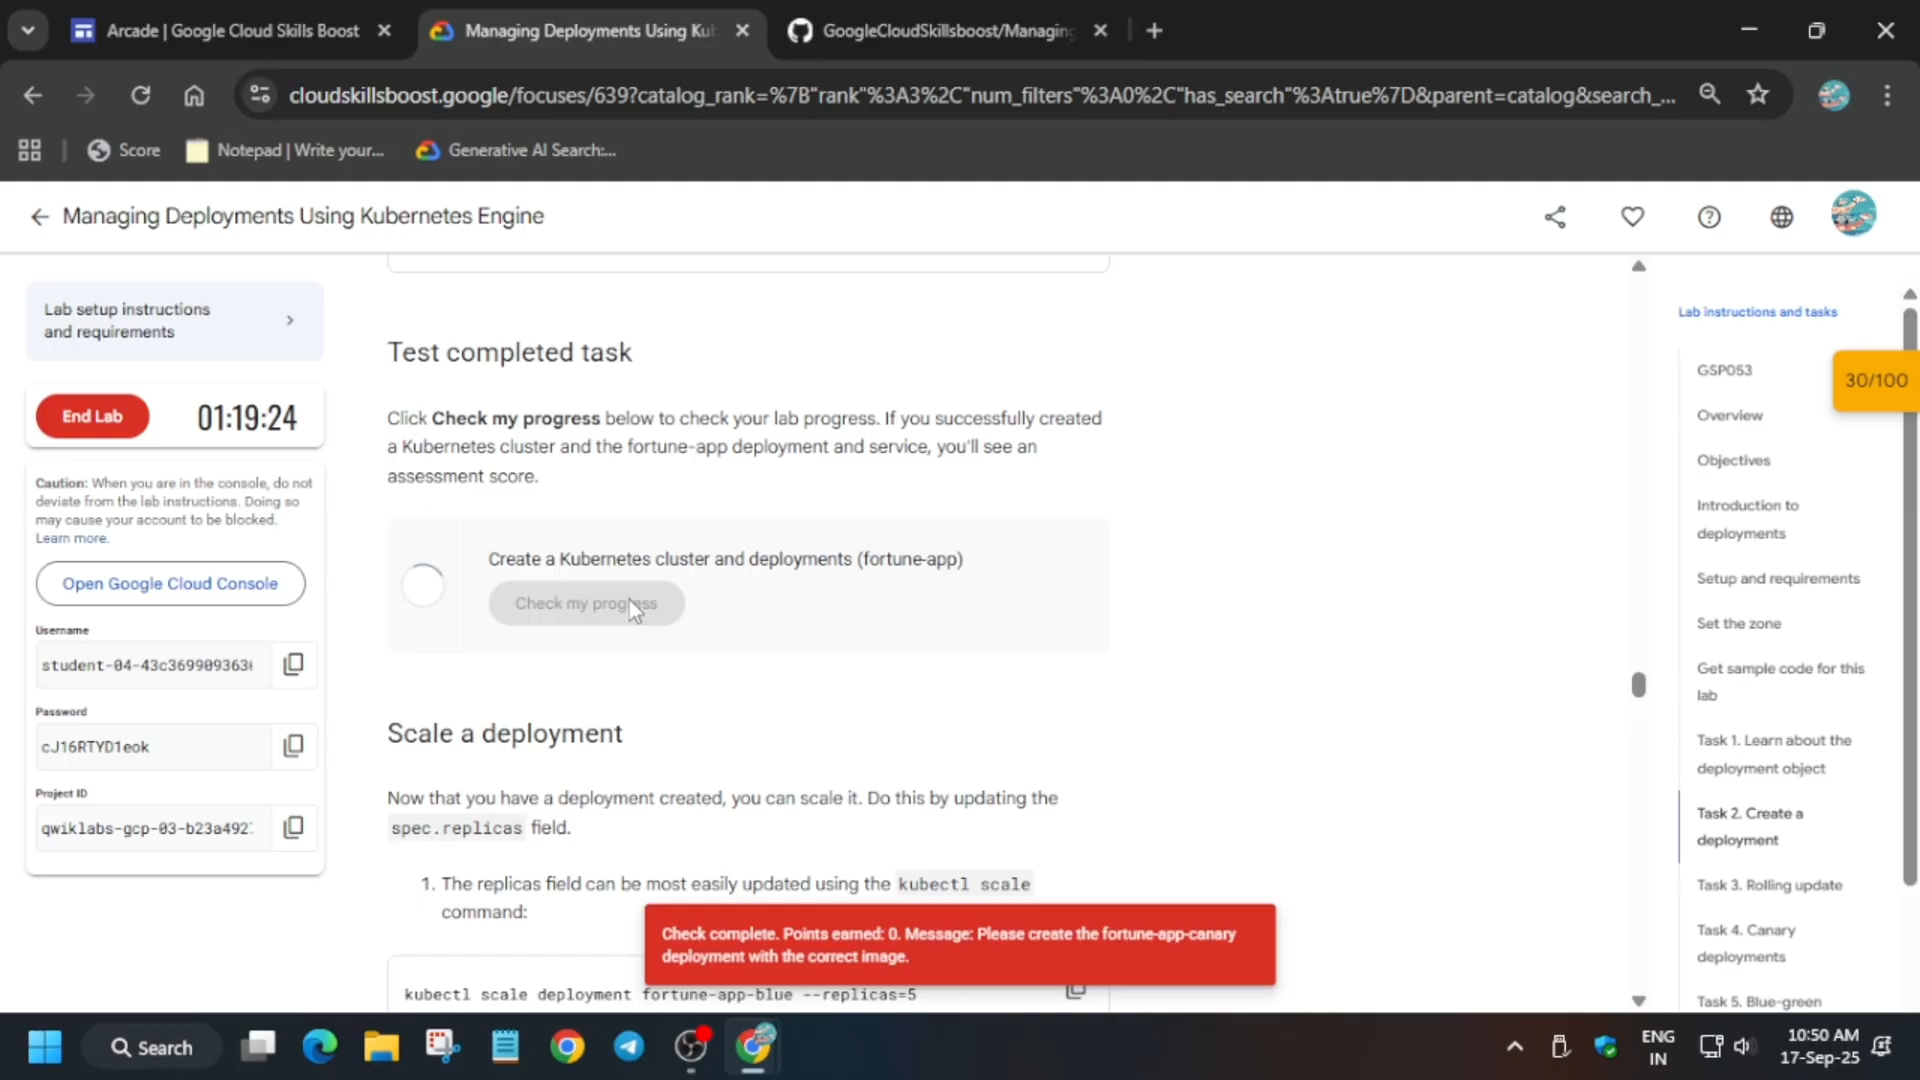 Arcade | Google Cloud Skills Boost
Managing Deployments Using Ku
GoogleCloudSkillsboost/Managing
cloudskillsboost.google/focuses/639?catalog_rank=%7B"rank"%3A3%2C"num_filters"%3A0%2C"has_search"%3Atrue%7D&parent=catalog&search_...
Score
Notepad | Write your...
Generative AI Search:...
Managing Deployments Using Kubernetes Engine
Lab setup instructions
and requirements
End Lab
01:19:24
Caution: When you are in the console, do not
deviate from the lab instructions. Doing so
may cause your account to be blocked.
Learn more.
Open Google Cloud Console
Username
student-04-43c369909363
Password
cJ16RTYD1eok
Project ID
qwiklabs-gcp-03-b23a492
Test completed task
Click Check my progress below to check your lab progress. If you successfully created
a Kubernetes cluster and the fortune-app deployment and service, you'll see an
assessment score.
Create a Kubernetes cluster and deployments (fortune-app)
Check my progress
Scale a deployment
Now that you have a deployment created, you can scale it. Do this by updating the
spec.replicas field.
1. The replicas field can be most easily updated using the kubectl scale
command:
kubectl scale deployment fortune-app-blue --replicas=5
Check complete. Points earned: 0. Message: Please create the fortune-app-canary
deployment with the correct image.
Lab instructions and tasks
GSP053
30/100
Overview
Objectives
Introduction to
deployments
Setup and requirements
Set the zone
Get sample code for this
lab
Task 1. Learn about the
deployment object
Task 2. Create a
deployment
Task 3. Rolling update
Task 4. Canary
deployments
Task 5. Blue-green
Search
ENG
IN
10:50 AM
17-Sep-25